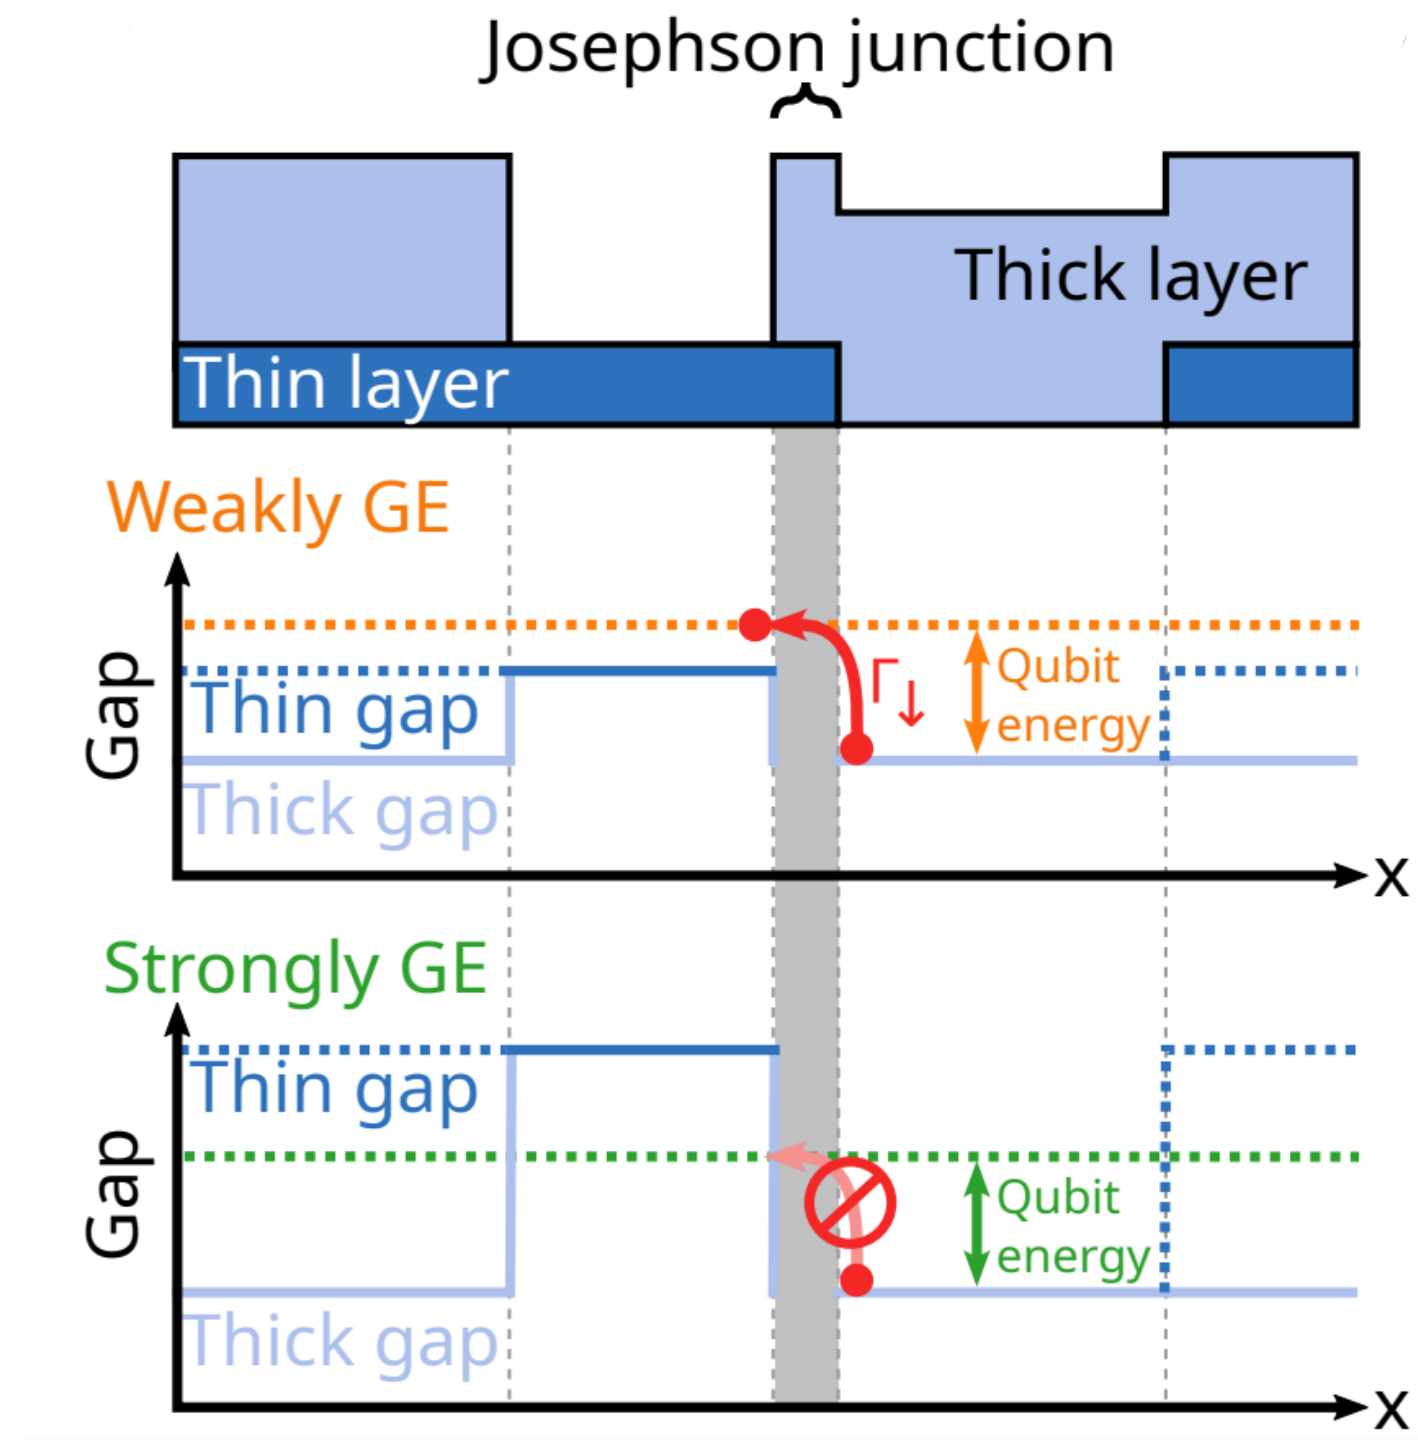 Josephson junction
Thick layer
Thin layer
Weakly GE
Gap
Thin gap
Thick gap
Γ↓
Qubit
energy
x
Strongly GE
Gap
Thin gap
Thick gap
Qubit
energy
x